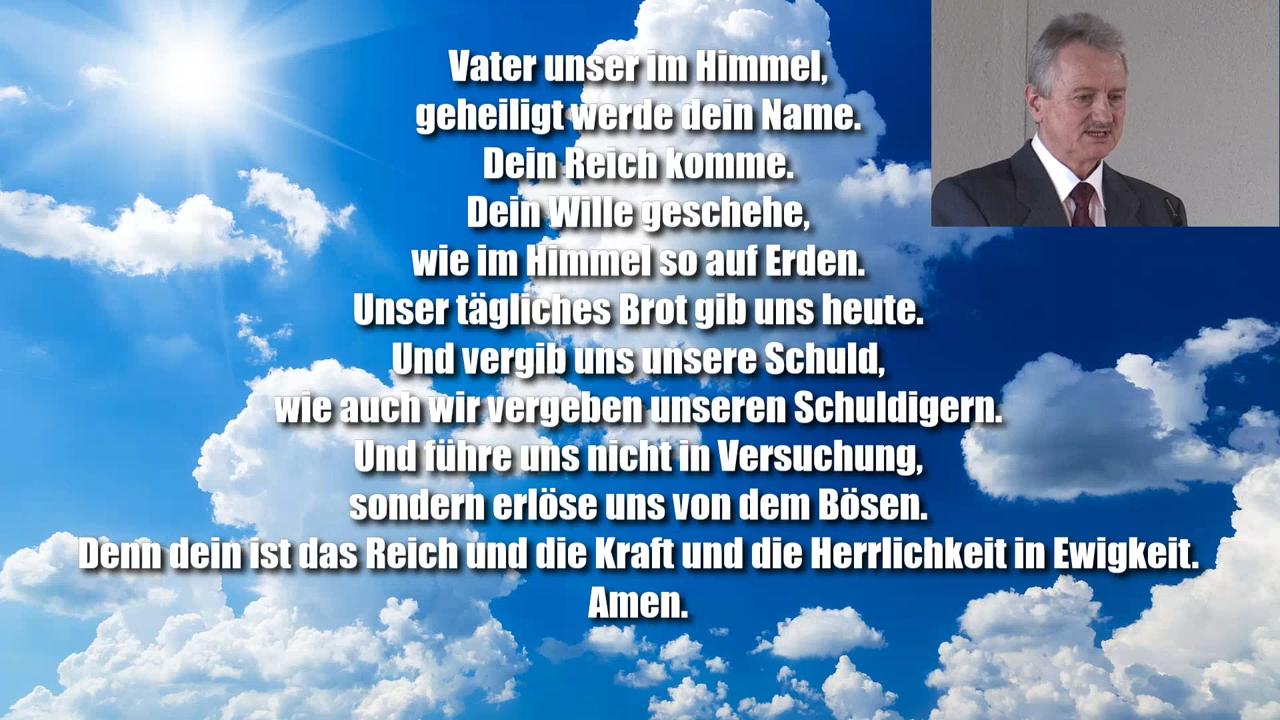 Vater unser im Himmel,
geheiligt werde dein Name.
Dein Reich komme.
Dein Wille geschehe,
wie im Himmel so auf Erden.
Unser tägliches Brot gib uns heute.
Und vergib uns unsere Schuld,
wie auch wir vergeben unseren Schuldigern.
Und führe uns nicht in Versuchung,
sondern erlöse uns von dem Bösen.
Denn dein ist das Reich und die Kraft und die Herrlichkeit in Ewigkeit.
Amen.